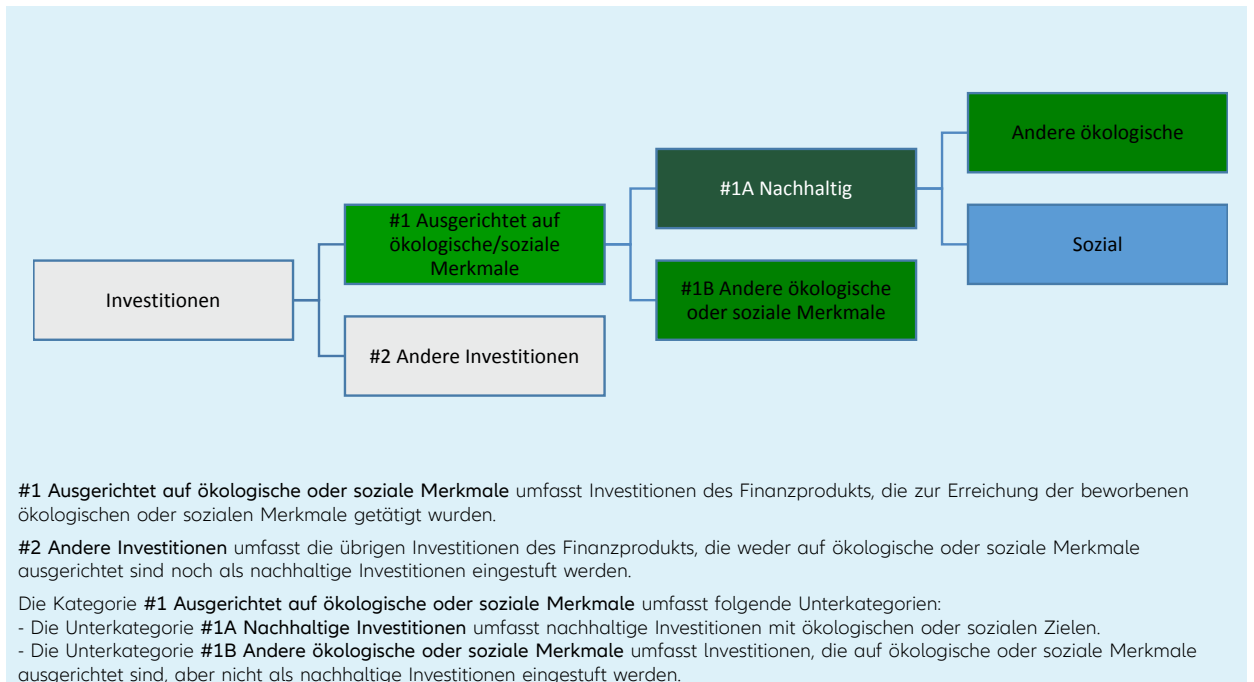 Andere ökologische
#1A Nachhaltig
#1 Ausgerichtet auf
ökologische/soziale
Merkmale
Sozial
Investitionen
#1B Andere ökologische
oder soziale Merkmale
#2 Andere Investitionen
#1 Ausgerichtet auf ökologische oder soziale Merkmale umfasst Investitionen des Finanzprodukts, die zur Erreichung der beworbenen
ökologischen oder sozialen Merkmale getätigt wurden.
#2 Andere Investitionen umfasst die übrigen Investitionen des Finanzprodukts, die weder auf ökologische oder soziale Merkmale
ausgerichtet sind noch als nachhaltige Investitionen eingestuft werden.
Die Kategorie #1 Ausgerichtet auf ökologische oder soziale Merkmale umfasst folgende Unterkategorien:
- Die Unterkategorie #1A Nachhaltige Investitionen umfasst nachhaltige Investitionen mit ökologischen oder sozialen Zielen.
- Die Unterkategorie #1B Andere ökologische oder soziale Merkmale umfasst Investitionen, die auf ökologische oder soziale Merkmale
ausgerichtet sind, aber nicht als nachhaltige Investitionen eingestuft werden.